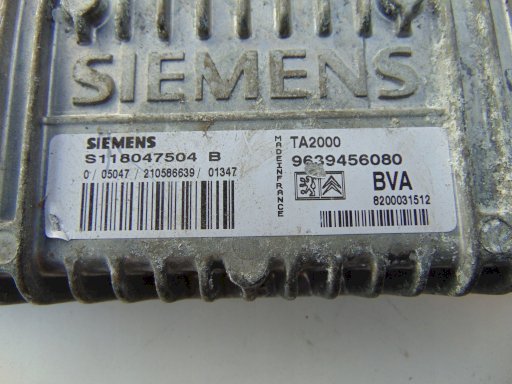 SIEMENS
SIEMENS
S118047504 B
0/ 05047 / 210586639 / 01347
MADE IN FRANCE
TA2000
9639456080
BVA
8200031512